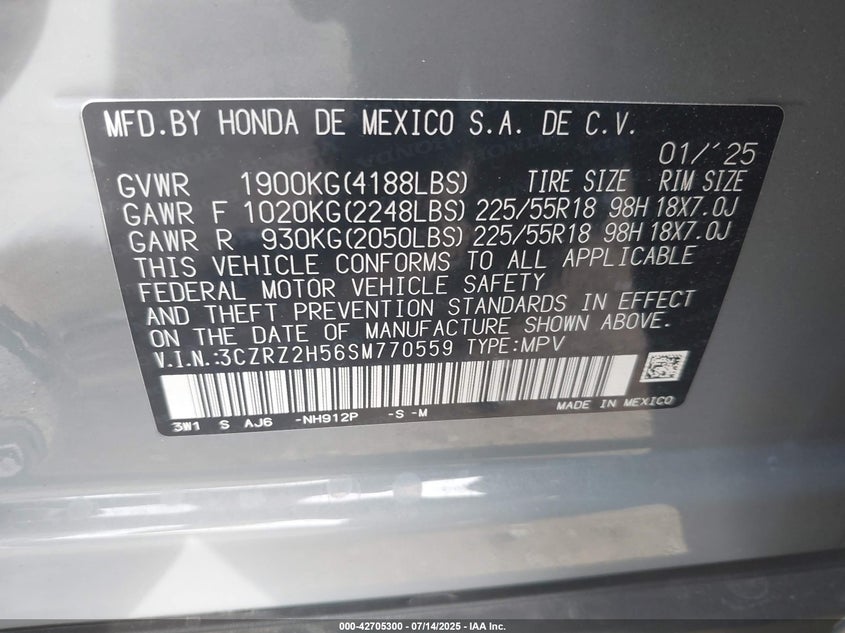 MFD.BY HONDA DE MEXICO S.A. DE C.V.
01/'25
GVWR 1900KG(4188LBS) TIRE SIZE RIM SIZE
GAWR F 1020KG(2248LBS) 225/55R18 98H 18X7.0J
GAWR R 930KG(2050LBS) 225/55R18 98H 18X7.0J
THIS VEHICLE CONFORMS TO ALL APPLICABLE
FEDERAL MOTOR VEHICLE SAFETY
AND THEFT PREVENTION STANDARDS IN EFFECT
ON THE DATE OF MANUFACTURE SHOWN ABOVE.
V.I.N.:3CZRZ2H56SM770559 TYPE:MPV
MADE IN MEXICO
3W1 S AJ6 -NH912P -S -M
000-42705300 - 07/14/2025 - IAA Inc.